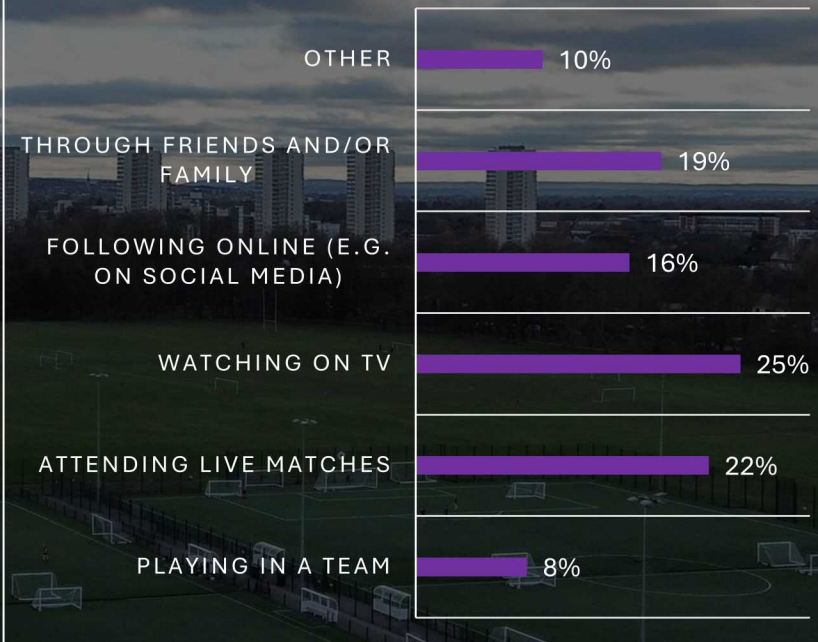 OTHER
10%
THROUGH FRIENDS AND/OR
FAMILY
19%
FOLLOWING ONLINE (E.G.
ON SOCIAL MEDIA)
16%
WATCHING ON TV
25%
ATTENDING LIVE MATCHES
22%
PLAYING IN A TEAM
8%